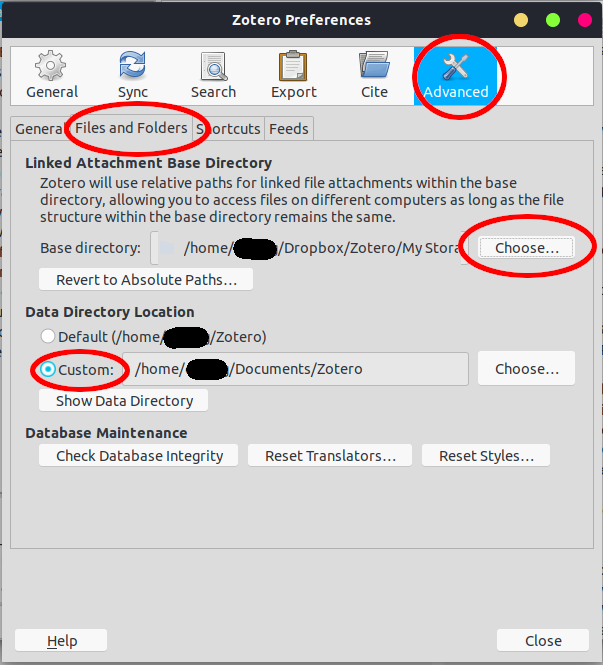 Zotero Preferences
General Sync Search Export Cite Advanced
General Files and Folders Shortcuts Feeds
Linked Attachment Base Directory
Zotero will use relative paths for linked file attachments within the base
directory, allowing you to access files on different computers as long as the file
structure within the base directory remains the same.
Base directory: /home/ /Dropbox/Zotero/My Stora Choose...
Revert to Absolute Paths...
Data Directory Location
Default (/home/ /Zotero)
Custom: /home/ /Documents/Zotero Choose...
Show Data Directory
Database Maintenance
Check Database Integrity Reset Translators... Reset Styles...
Help Close